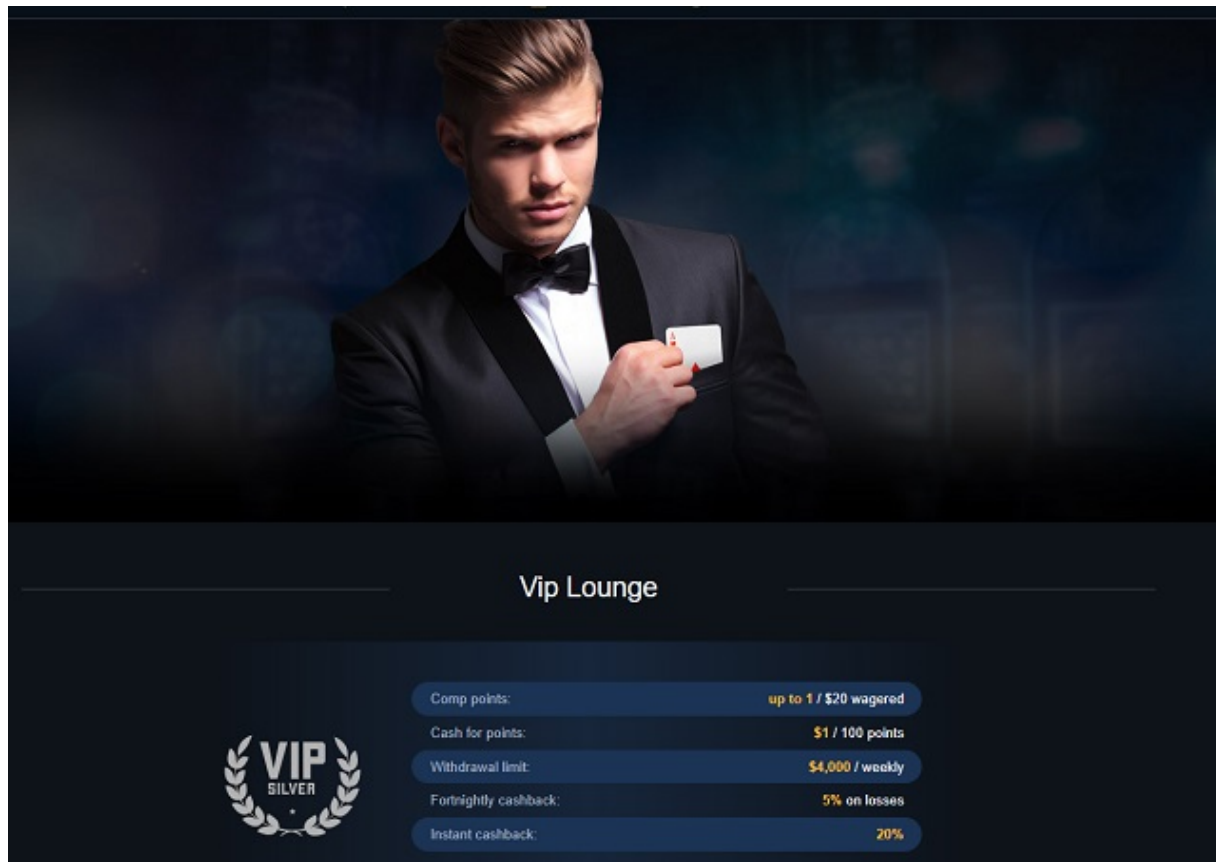 Vip Lounge
Comp points: up to 1 / $20 wagered
Cash for points: $1 / 100 points
VIP
SILVER
Withdrawal limit: $4,000 / weekly
Fortnightly cashback: 5% on losses
Instant cashback: 20%